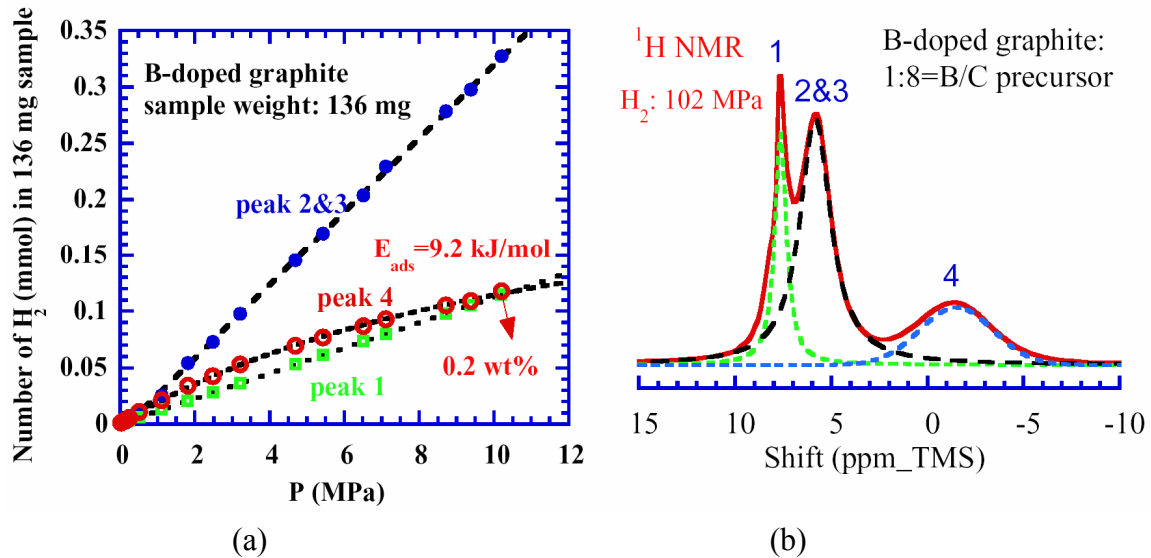 Number of H2 (mmol) in 136 mg sample
0.35
0.3
0.25
0.2
0.15
0.1
0.05
0
B-doped graphite
sample weight: 136 mg
peak 2&3
Eads=9.2 kJ/mol
peak 4
0.2 wt%
peak 1
0 2 4 6 8 10 12
P (MPa)
(a)
1H NMR
H2: 102 MPa
1
2&3
4
B-doped graphite:
1:8=B/C precursor
15 10 5 0 -5 -10
Shift (ppm_TMS)
(b)